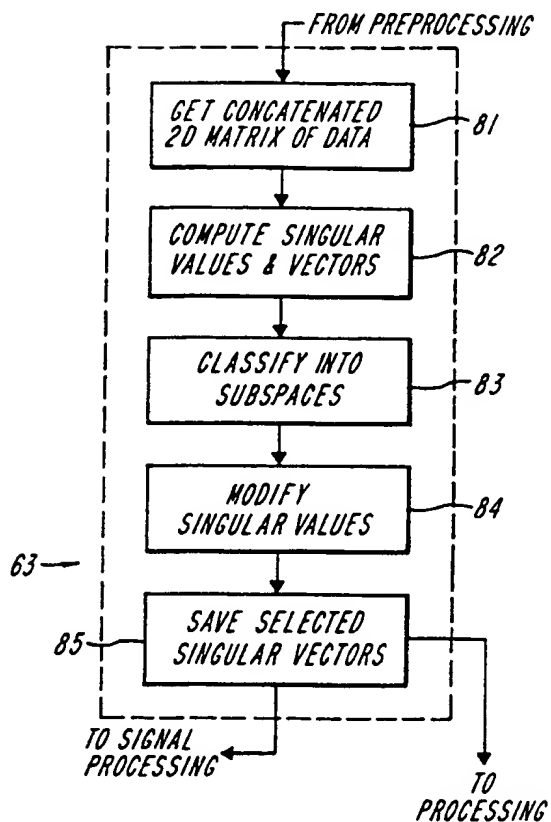 FROM PREPROCESSING
GET CONCATENATED
2D MATRIX OF DATA
81
COMPUTE SINGULAR
VALUES & VECTORS
82
CLASSIFY INTO
SUBSPACES
83
MODIFY
SINGULAR VALUES
84
63
SAVE SELECTED
SINGULAR VECTORS
85
TO SIGNAL
PROCESSING
TO
PROCESSING